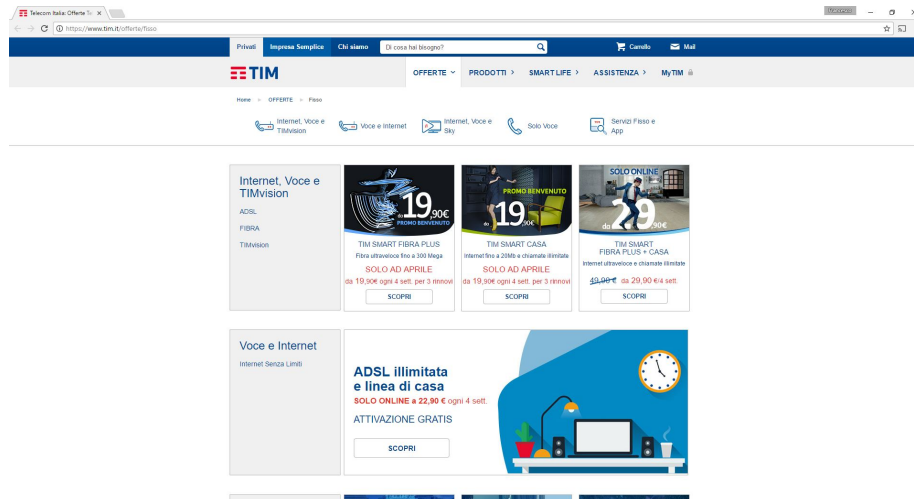 Telecom Italia: Offerte Te
https://www.tim.it/offerte/fisso
Privati Impresa Semplice Chi siamo Di cosa hai bisogno? Carrello Mail
TIM OFFERTE PRODOTTI SMART LIFE ASSISTENZA MyTIM
Home OFFERTE Fisso
Internet, Voce e
TIMvision
Voce e Internet
Internet, Voce e
Sky
Solo Voce
Servizi Fisso e
App
Internet, Voce e
TIMvision
ADSL
FIBRA
TIMvision
da 19,90€
PROMO BENVENUTO
TIM SMART FIBRA PLUS
Fibra ultraveloce fino a 300 Mega
SOLO AD APRILE
da 19,90€ ogni 4 sett. per 3 rinnovi
SCOPRI
PROMO BENVENUTO
da 19,90€
TIM SMART CASA
Internet fino a 20Mb e chiamate illimitate
SOLO AD APRILE
da 19,90€ ogni 4 sett. per 3 rinnovi
SCOPRI
SOLO ONLINE
da 29,90€
TIM SMART
FIBRA PLUS + CASA
Internet ultraveloce e chiamate illimitate
49,90 € da 29,90 €/4 sett.
SCOPRI
Voce e Internet
Internet Senza Limiti
ADSL illimitata
e linea di casa
SOLO ONLINE a 22,90 € ogni 4 sett.
ATTIVAZIONE GRATIS
SCOPRI